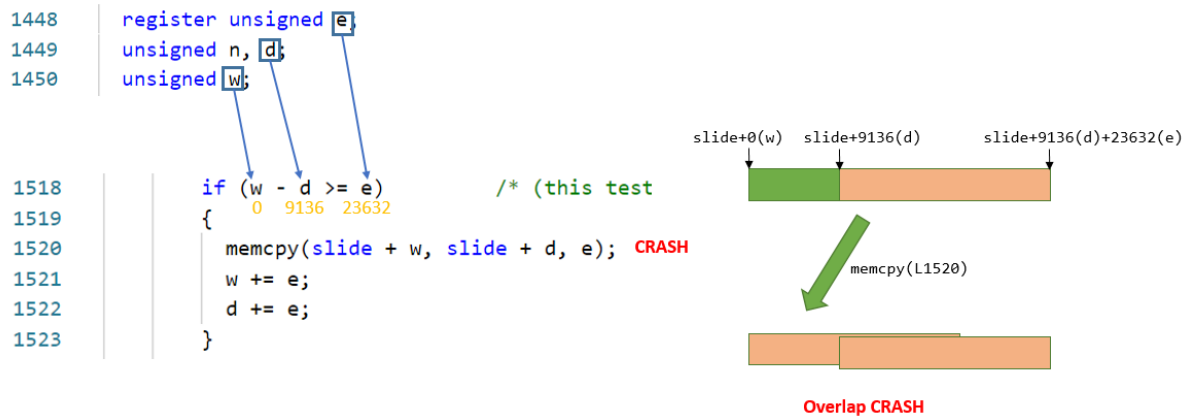 1448 register unsigned e;
1449 unsigned n, d;
1450 unsigned w;
slide+0(w) slide+9136(d) slide+9136(d)+23632(e)
1518 if (w - d >= e) /* (this test
0 9136 23632
1519 {
1520 memcpy(slide + w, slide + d, e); CRASH
memcpy(L1520)
1521 w += e;
1522 d += e;
1523 }
Overlap CRASH